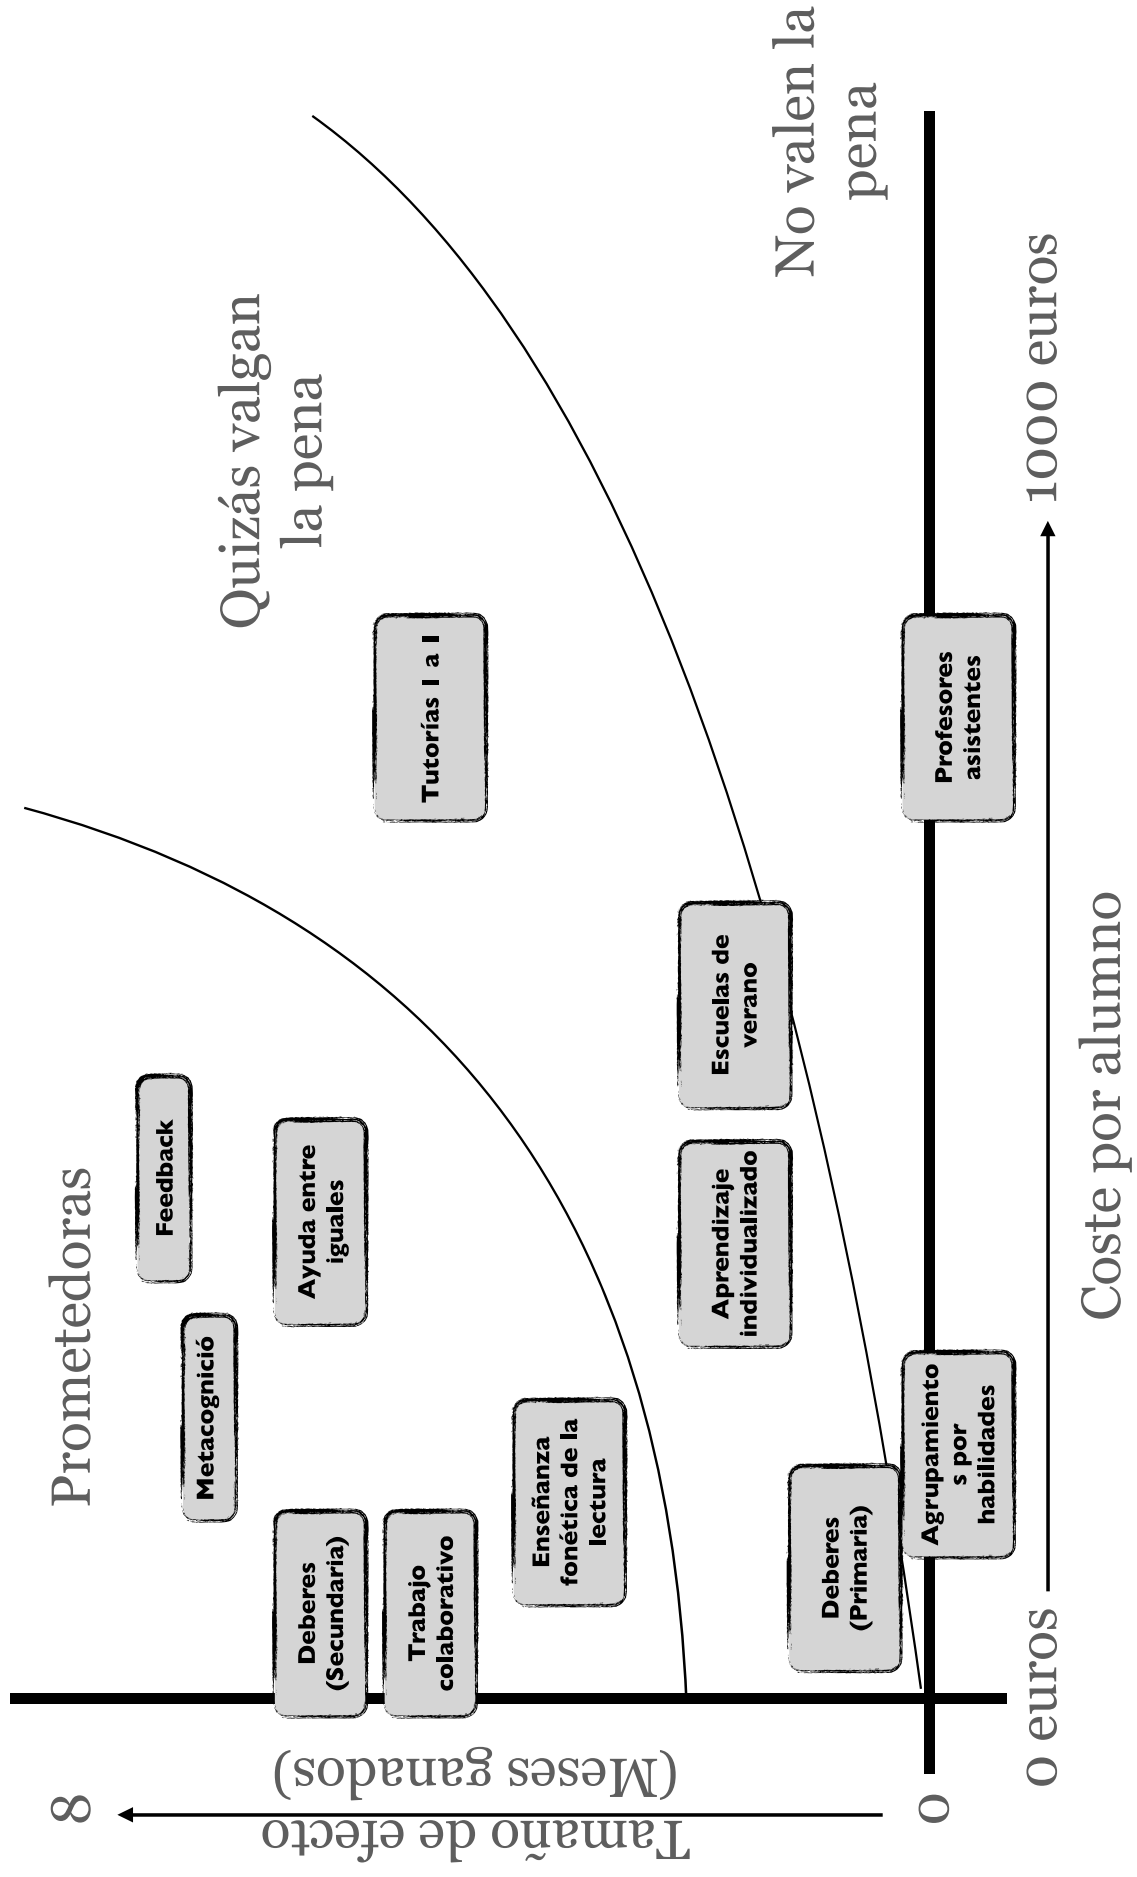 Prometedoras
Quizás valgan
la pena
No valen la
pena
Feedback
Metacognició
Ayuda entre
iguales
Deberes
(Secundaria)
Trabajo
colaborativo
Enseñanza
fonética de la
lectura
Tutorías 1 a 1
Escuelas de
verano
Aprendizaje
individualizado
Deberes
(Primaria)
Agrupamiento
s por
habilidades
Profesores
asistentes
8
Tamaño de efecto
(Meses ganados)
0
0 euros
1000 euros
Coste por alumno